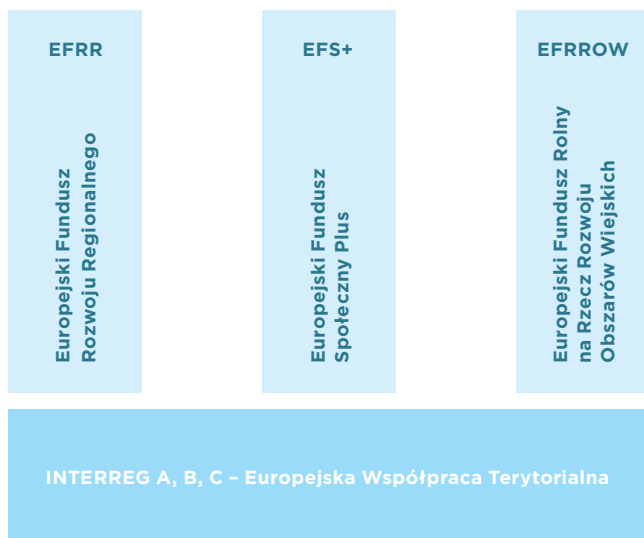 EFRR
Europejski Fundusz
Rozwoju Regionalnego
EFS+
Europejski Fundusz
Społeczny Plus
EFRROW
Europejski Fundusz Rolny
na Rzecz Rozwoju
Obszarów Wiejskich
INTERREG A, B, C – Europejska Współpraca Terytorialna